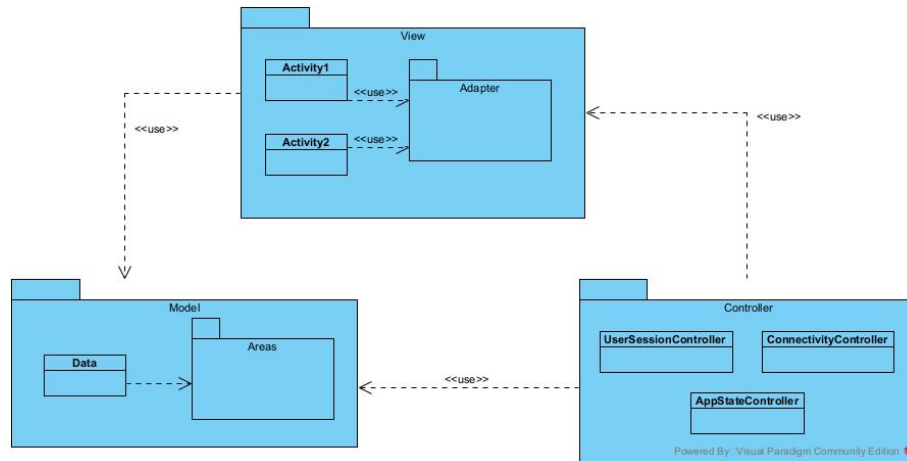 View
Activity1
<<use>>
Adapter
Activity2
<<use>>
<<use>>
<<use>>
Model
Areas
Data
<<use>>
Controller
UserSessionController
ConnectivityController
AppStateController
Powered By Visual Paradigm Community Edition